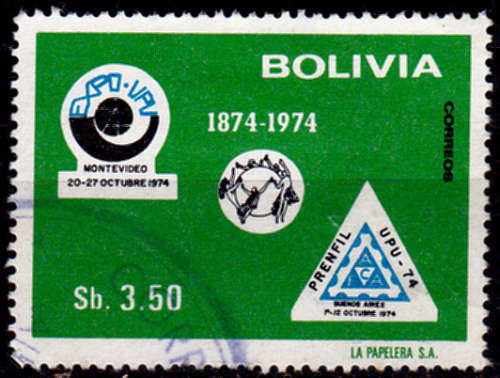 BOLIVIA
EXPO-UPU
MONTEVIDEO
20-27 OCTUBRE 1974
1874-1974
CORREOS
PRENFIL UPU-74
BUENOS AIRES
1º-12 OCTUBRE 1974
Sb. 3.50
LA PAPELERA S.A.